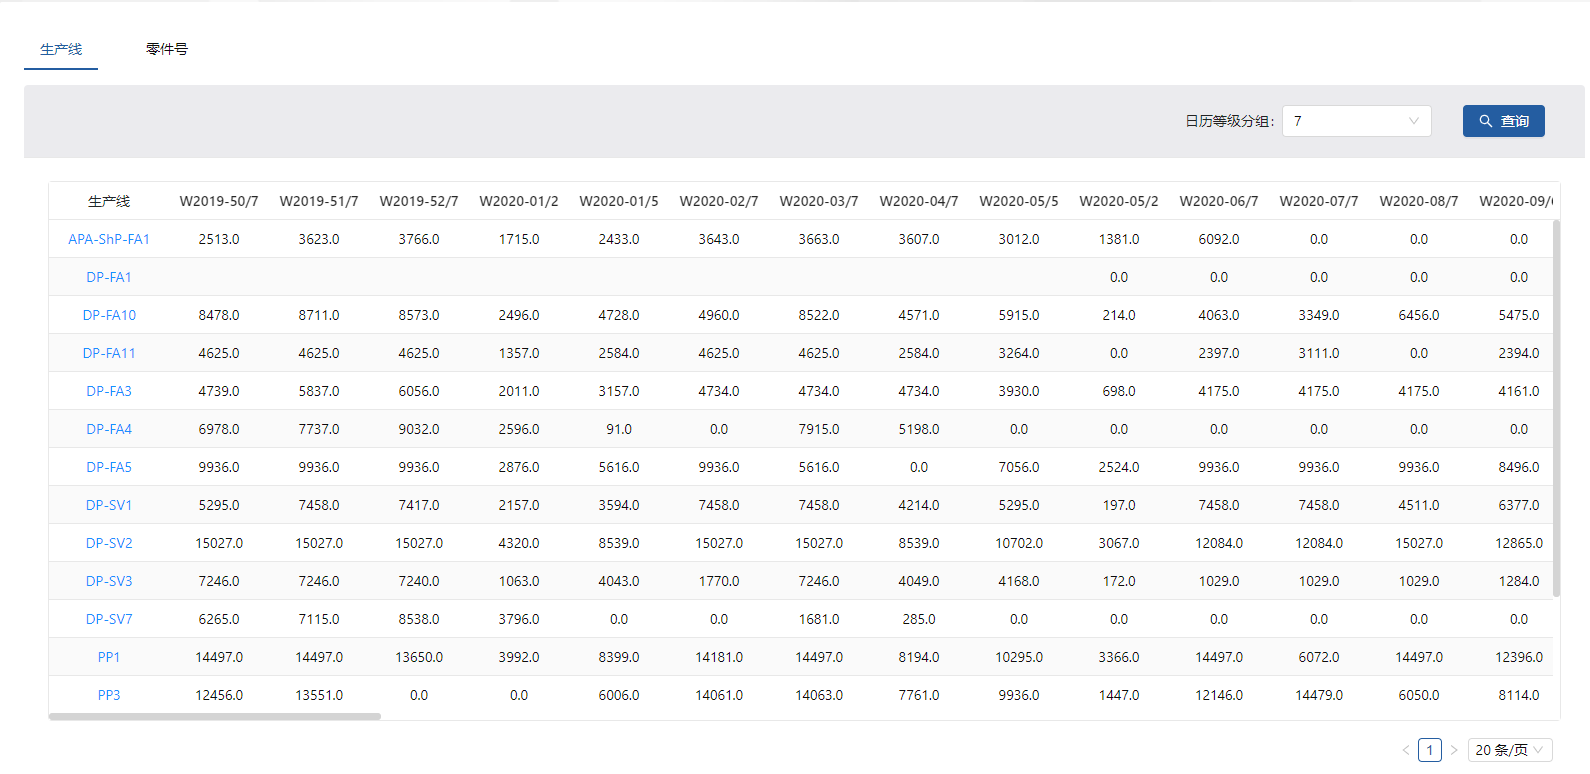 生产线 零件号
日历等级分组: 7 查询
生产线 W2019-50/7 W2019-51/7 W2019-52/7 W2020-01/2 W2020-01/5 W2020-02/7 W2020-03/7 W2020-04/7 W2020-05/5 W2020-05/2 W2020-06/7 W2020-07/7 W2020-08/7 W2020-09/
APA-ShP-FA1 2513.0 3623.0 3766.0 1715.0 2433.0 3643.0 3663.0 3607.0 3012.0 1381.0 6092.0 0.0 0.0 0.0
DP-FA1 0.0 0.0 0.0 0.0 0.0
DP-FA10 8478.0 8711.0 8573.0 2496.0 4728.0 4960.0 8522.0 4571.0 5915.0 214.0 4063.0 3349.0 6456.0 5475.0
DP-FA11 4625.0 4625.0 4625.0 1357.0 2584.0 4625.0 4625.0 2584.0 3264.0 0.0 2397.0 3111.0 0.0 2394.0
DP-FA3 4739.0 5837.0 6056.0 2011.0 3157.0 4734.0 4734.0 4734.0 3930.0 698.0 4175.0 4175.0 4175.0 4161.0
DP-FA4 6978.0 7737.0 9032.0 2596.0 91.0 0.0 7915.0 5198.0 0.0 0.0 0.0 0.0 0.0 0.0
DP-FA5 9936.0 9936.0 9936.0 2876.0 5616.0 9936.0 5616.0 0.0 7056.0 2524.0 9936.0 9936.0 9936.0 8496.0
DP-SV1 5295.0 7458.0 7417.0 2157.0 3594.0 7458.0 7458.0 4214.0 5295.0 197.0 7458.0 7458.0 4511.0 6377.0
DP-SV2 15027.0 15027.0 15027.0 4320.0 8539.0 15027.0 15027.0 8539.0 10702.0 3067.0 12084.0 12084.0 15027.0 12865.0
DP-SV3 7246.0 7246.0 7240.0 1063.0 4043.0 1770.0 7246.0 4049.0 4168.0 172.0 1029.0 1029.0 1029.0 1284.0
DP-SV7 6265.0 7115.0 8538.0 3796.0 0.0 0.0 1681.0 285.0 0.0 0.0 0.0 0.0 0.0 0.0
PP1 14497.0 14497.0 13650.0 3992.0 8399.0 14181.0 14497.0 8194.0 10295.0 3366.0 14497.0 6072.0 14497.0 12396.0
PP3 12456.0 13551.0 0.0 0.0 6006.0 14061.0 14063.0 7761.0 9936.0 1447.0 12146.0 14479.0 6050.0 8114.0
1 20 条/页